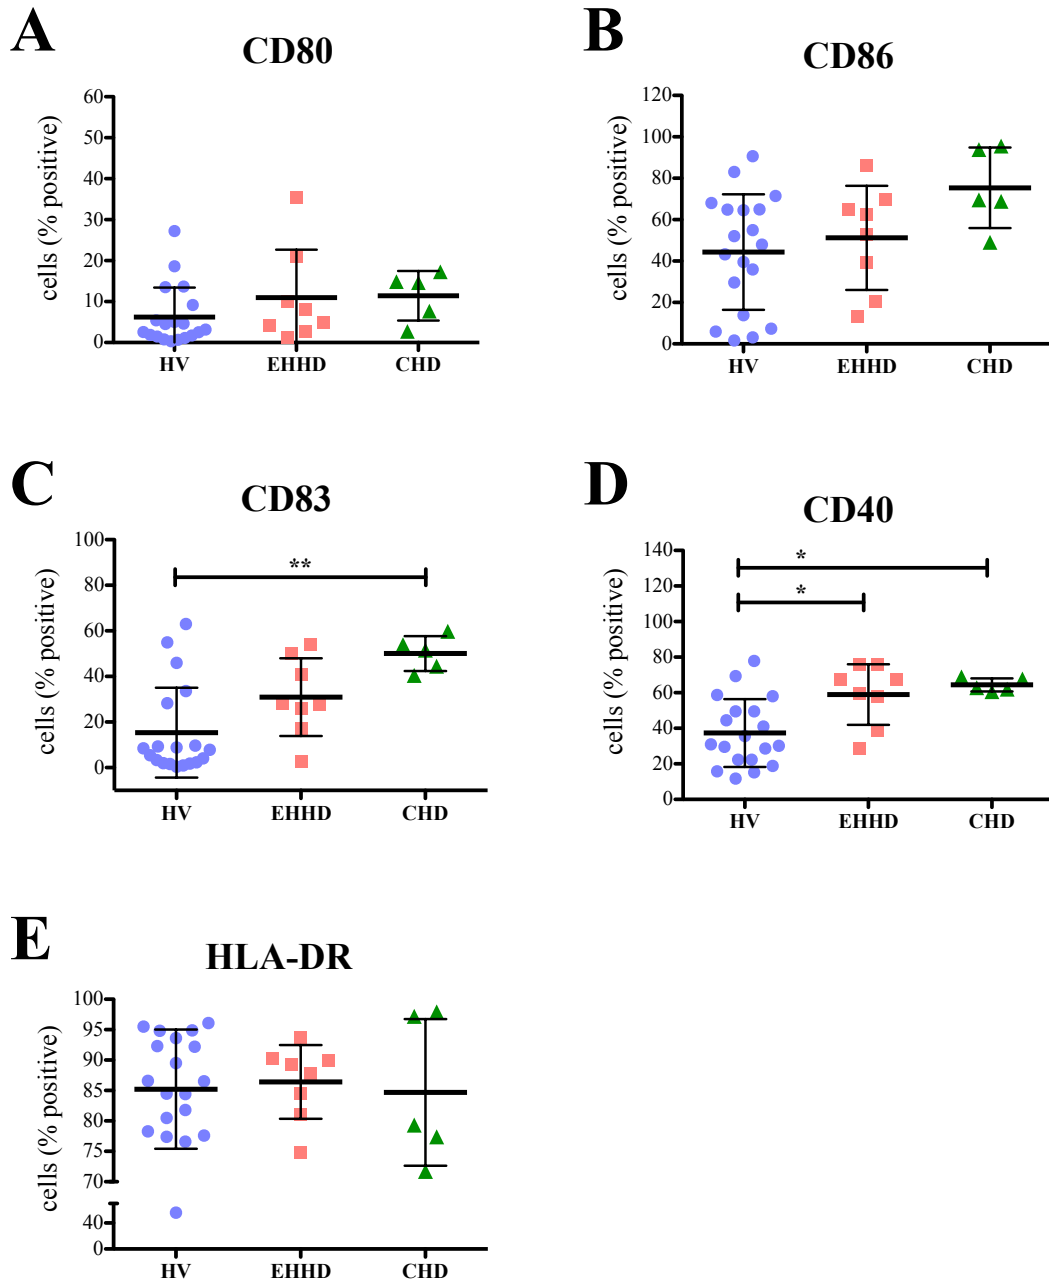 A
CD80
cells (% positive)
60
50
40
30
20
10
0
HV EHHD CHD
B
CD86
cells (% positive)
120
100
80
60
40
20
0
HV EHHD CHD
C
CD83
cells (% positive)
100
80
60
40
20
0
**
HV EHHD CHD
D
CD40
cells (% positive)
140
120
100
80
60
40
20
0
*
*
HV EHHD CHD
E
HLA-DR
cells (% positive)
100
95
90
85
80
75
70
40
0
HV EHHD CHD